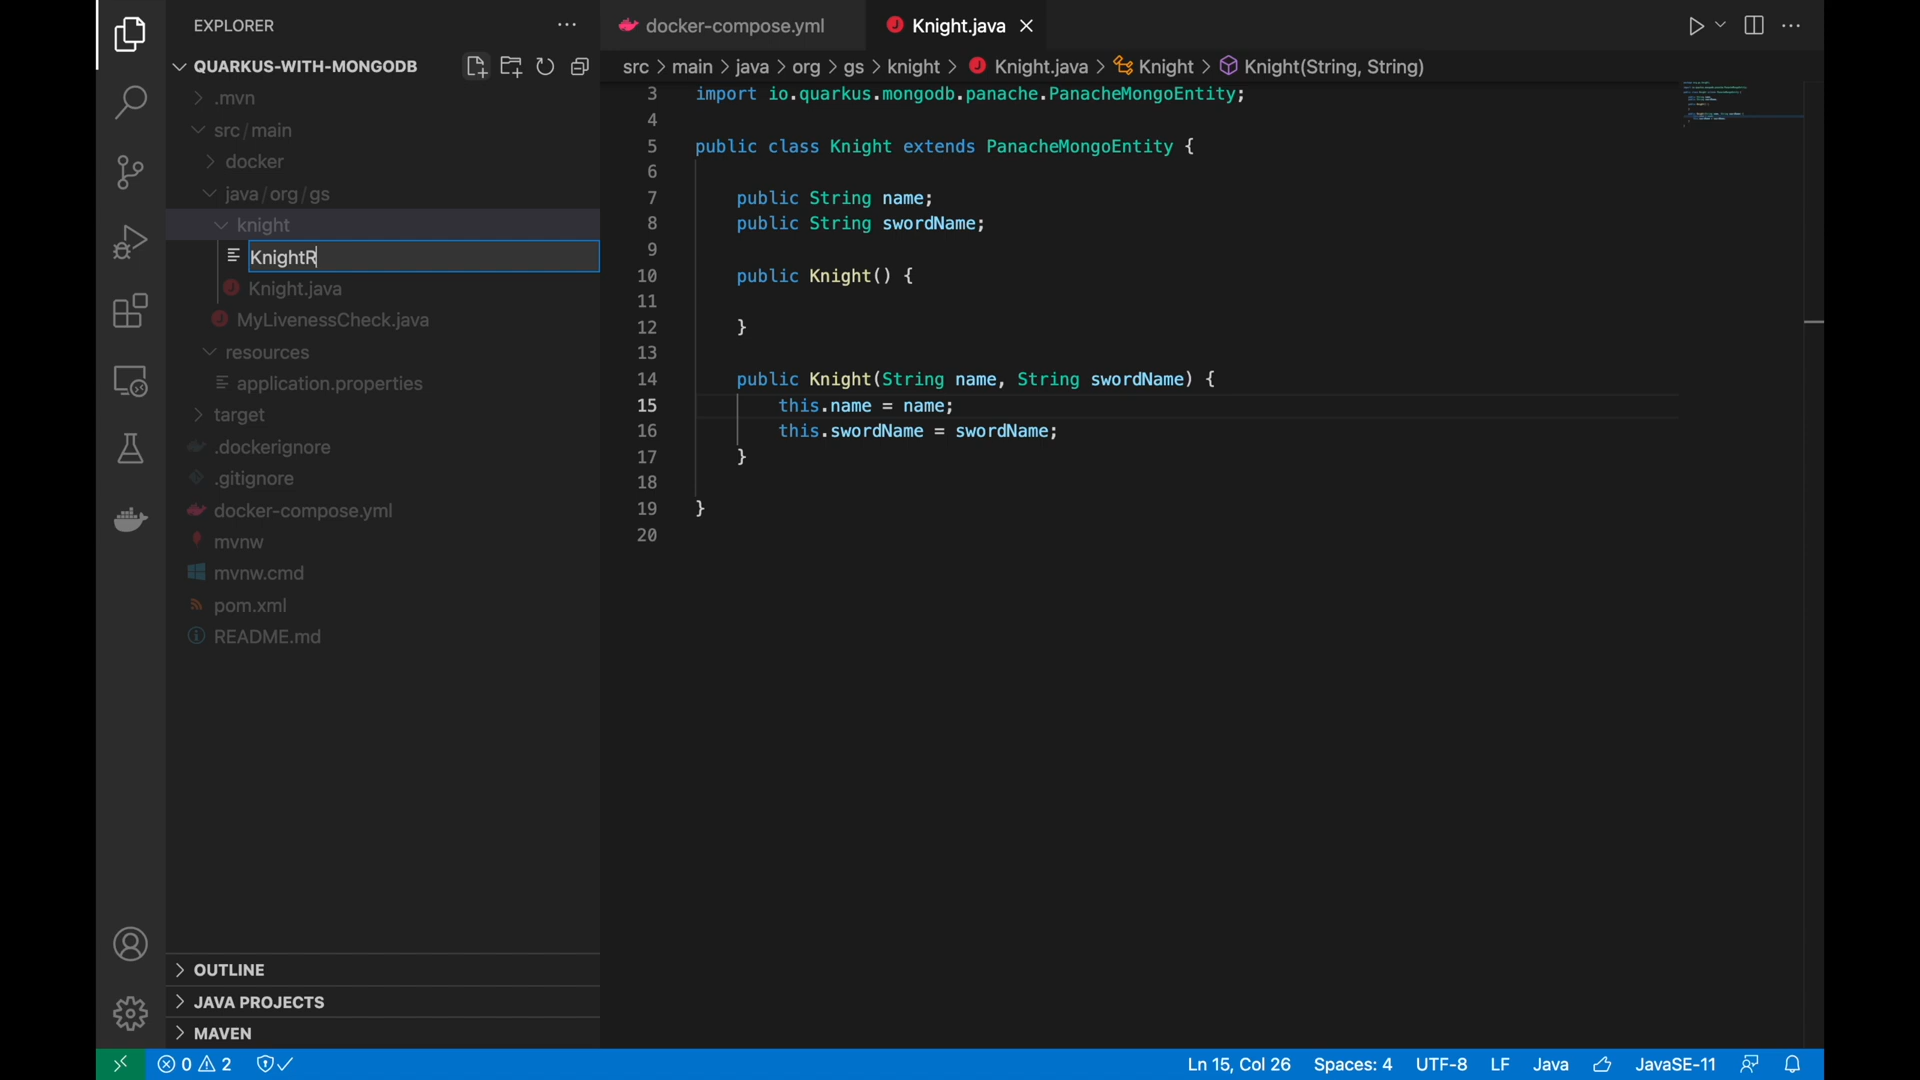 EXPLORER
QUARKUS-WITH-MONGODB
.mvn
src / main
docker
java / org / gs
knight
KnightR
Knight.java
MyLivenessCheck.java
resources
application.properties
target
.dockerignore
.gitignore
docker-compose.yml
mvnw
mvnw.cmd
pom.xml
README.md
OUTLINE
JAVA PROJECTS
MAVEN
docker-compose.yml
Knight.java
src > main > java > org > gs > knight > Knight.java > Knight > Knight(String, String)
3 import io.quarkus.mongodb.panache.PanacheMongoEntity;
4
5 public class Knight extends PanacheMongoEntity {
6
7 public String name;
8 public String swordName;
9
10 public Knight() {
11
12 }
13
14 public Knight(String name, String swordName) {
15 this.name = name;
16 this.swordName = swordName;
17 }
18
19 }
20
0 2
Ln 15, Col 26 Spaces: 4 UTF-8 LF Java JavaSE-11